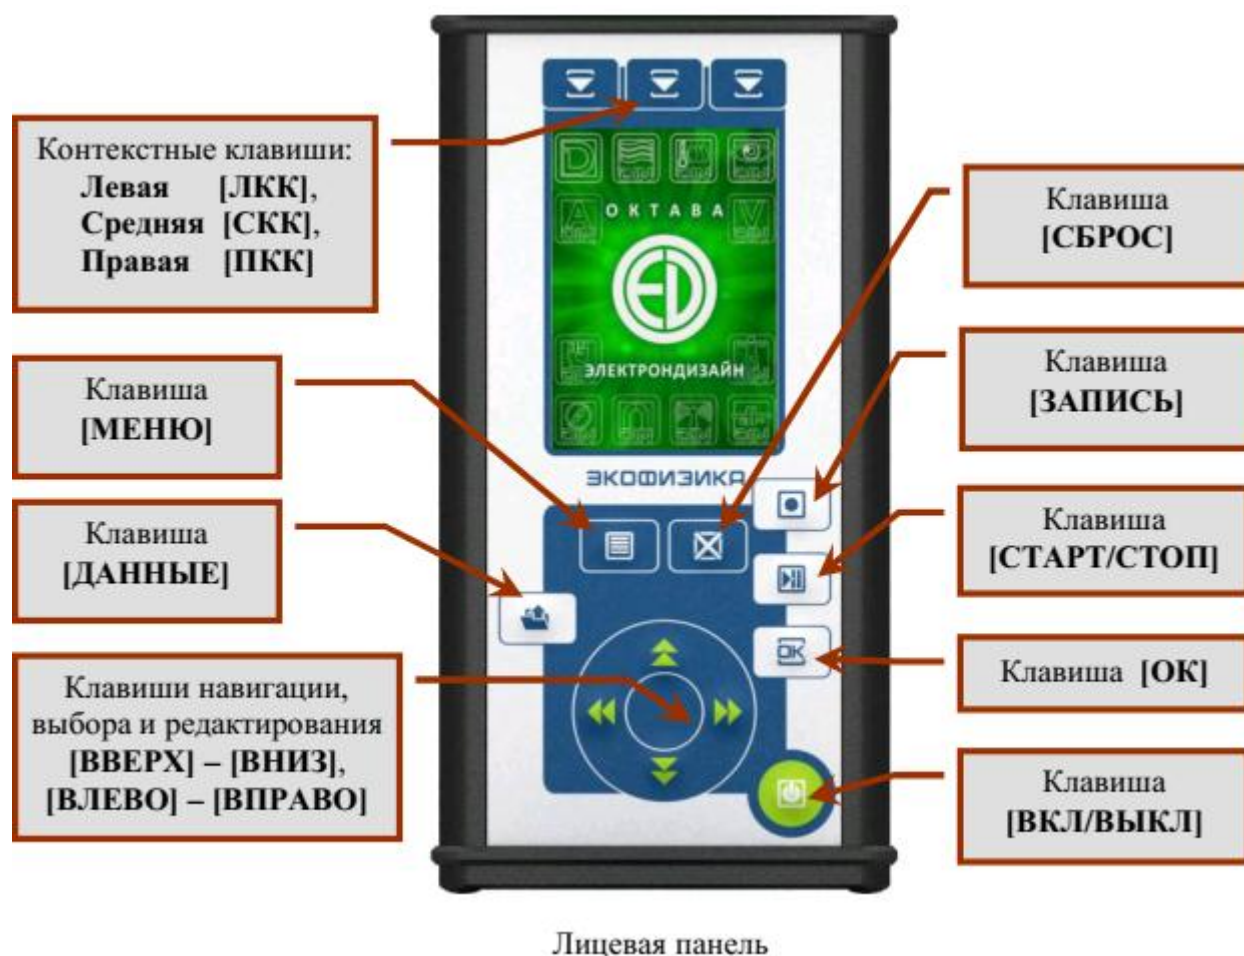 Контекстные клавиши:
Левая [ЛКК],
Средняя [СКК],
Правая [ПКК]
Клавиша
[МЕНЮ]
Клавиша
[ДАННЫЕ]
Клавиши навигации,
выбора и редактирования
[ВВЕРХ] – [ВНИЗ],
[ВЛЕВО] – [ВПРАВО]
ОКТАВА
ЭЛЕКТРОНДИЗАЙН
ЭКОФИЗИКА
OK
Клавиша
[СБРОС]
Клавиша
[ЗАПИСЬ]
Клавиша
[СТАРТ/СТОП]
Клавиша [ОК]
Клавиша
[ВКЛ/ВЫКЛ]
Лицевая панель